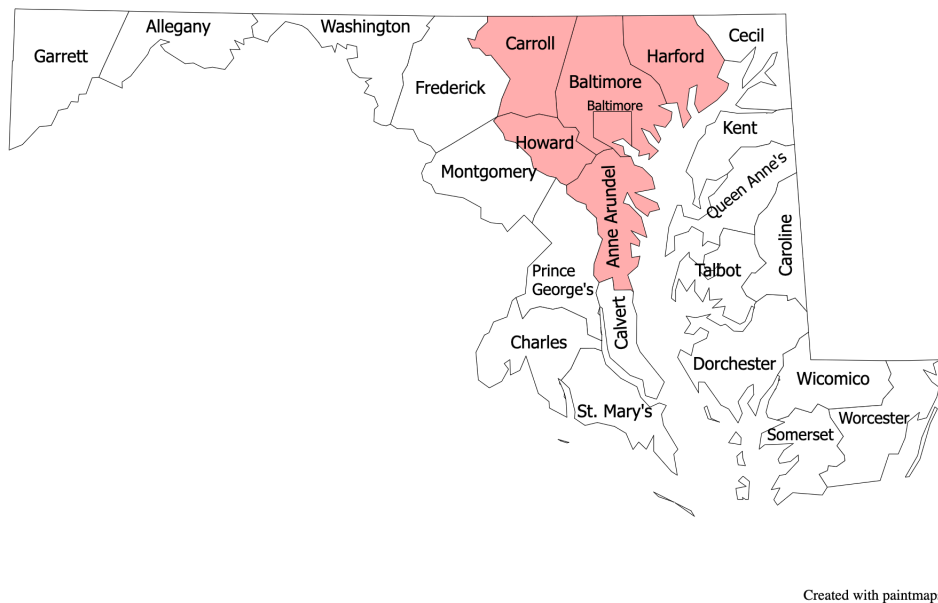 Garrett
Allegany
Washington
Frederick
Carroll
Baltimore
Baltimore
Harford
Cecil
Howard
Montgomery
Anne Arundel
Kent
Queen Anne's
Caroline
Talbot
Prince
George's
Calvert
Charles
St. Mary's
Dorchester
Wicomico
Worcester
Somerset
Created with paintmap